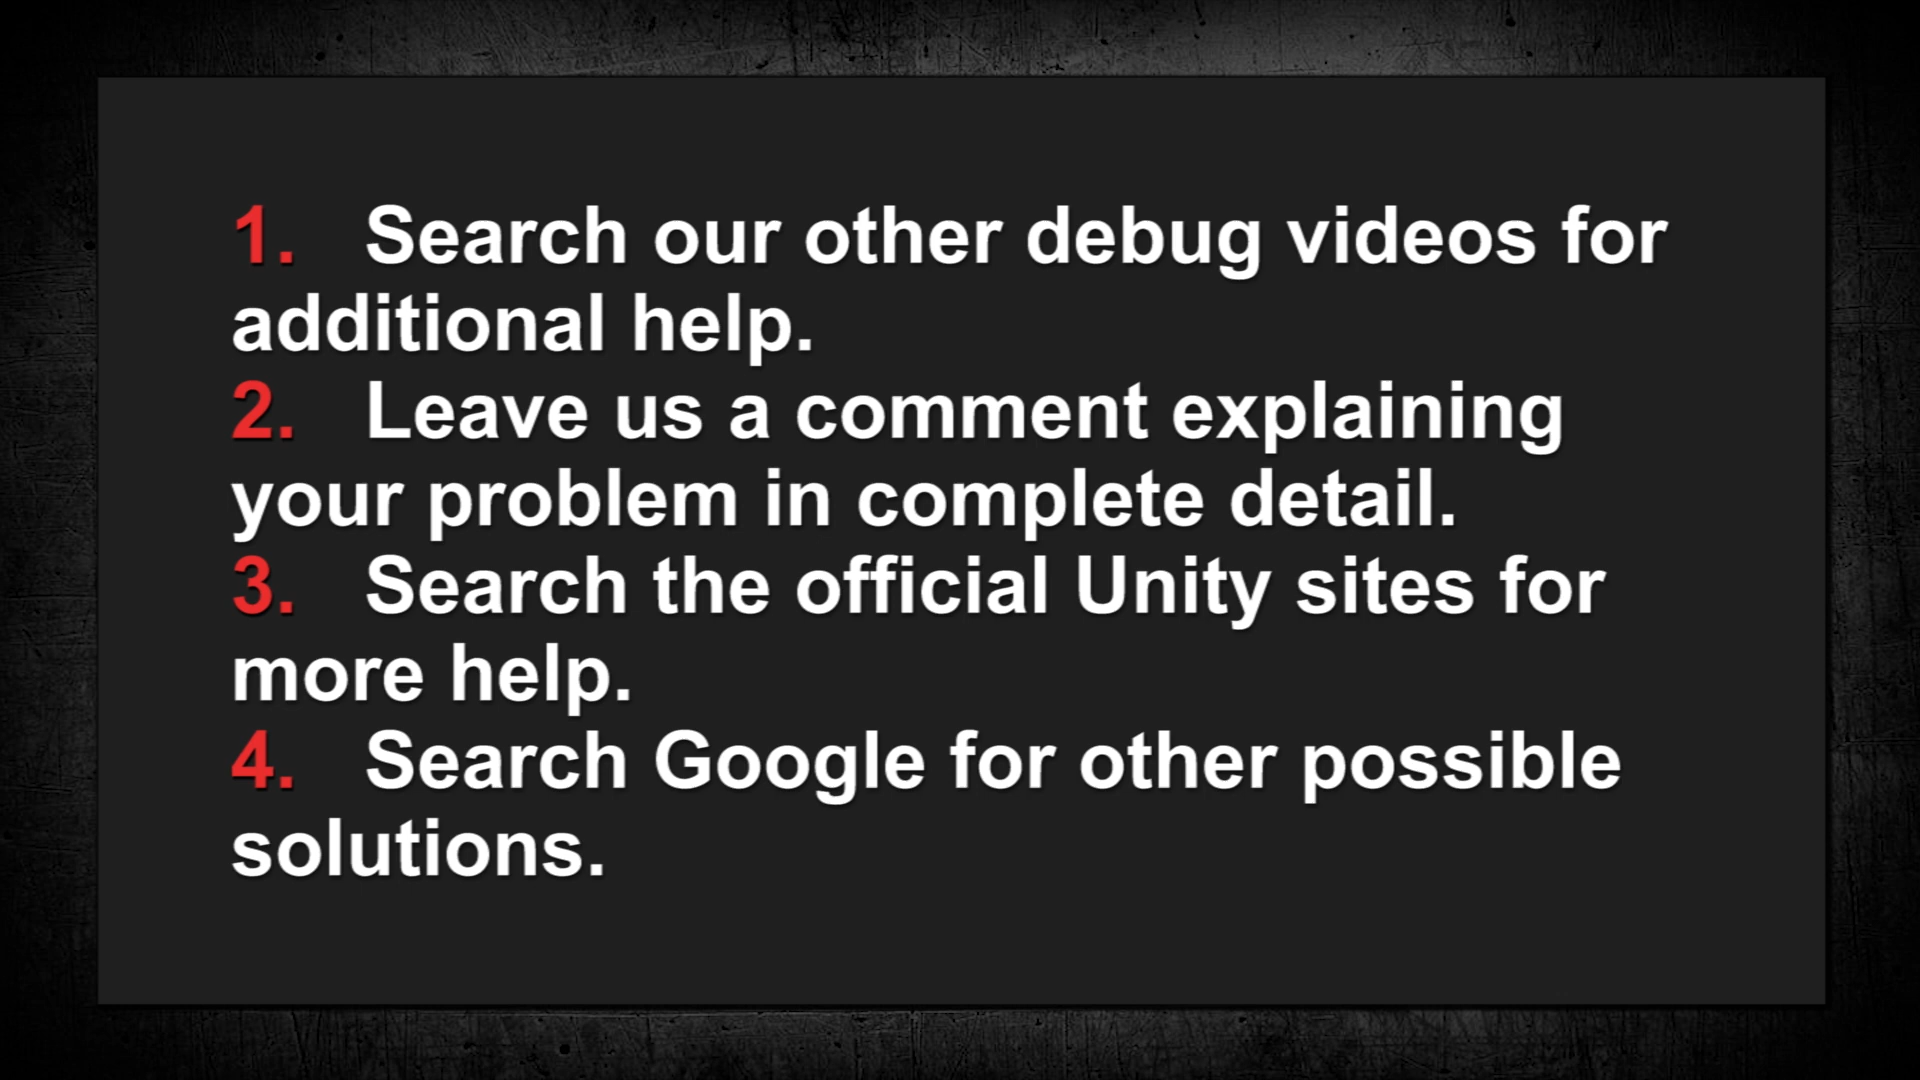 1. Search our other debug videos for
additional help.
2. Leave us a comment explaining
your problem in complete detail.
3. Search the official Unity sites for
more help.
4. Search Google for other possible
solutions.